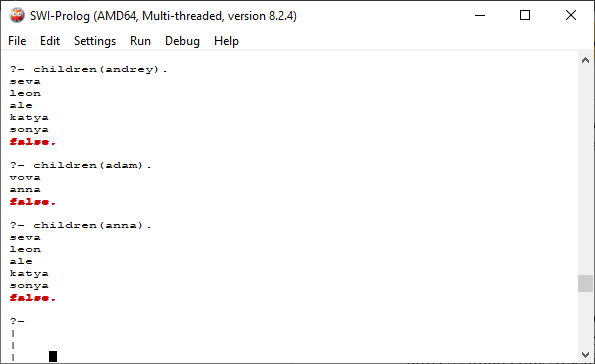 SWI-Prolog (AMD64, Multi-threaded, version 8.2.4)
File Edit Settings Run Debug Help
?- children(andrey).
seva
leon
ale
katya
sonya
false.
?- children(adam).
vova
anna
false.
?- children(anna).
seva
leon
ale
katya
sonya
false.
?-